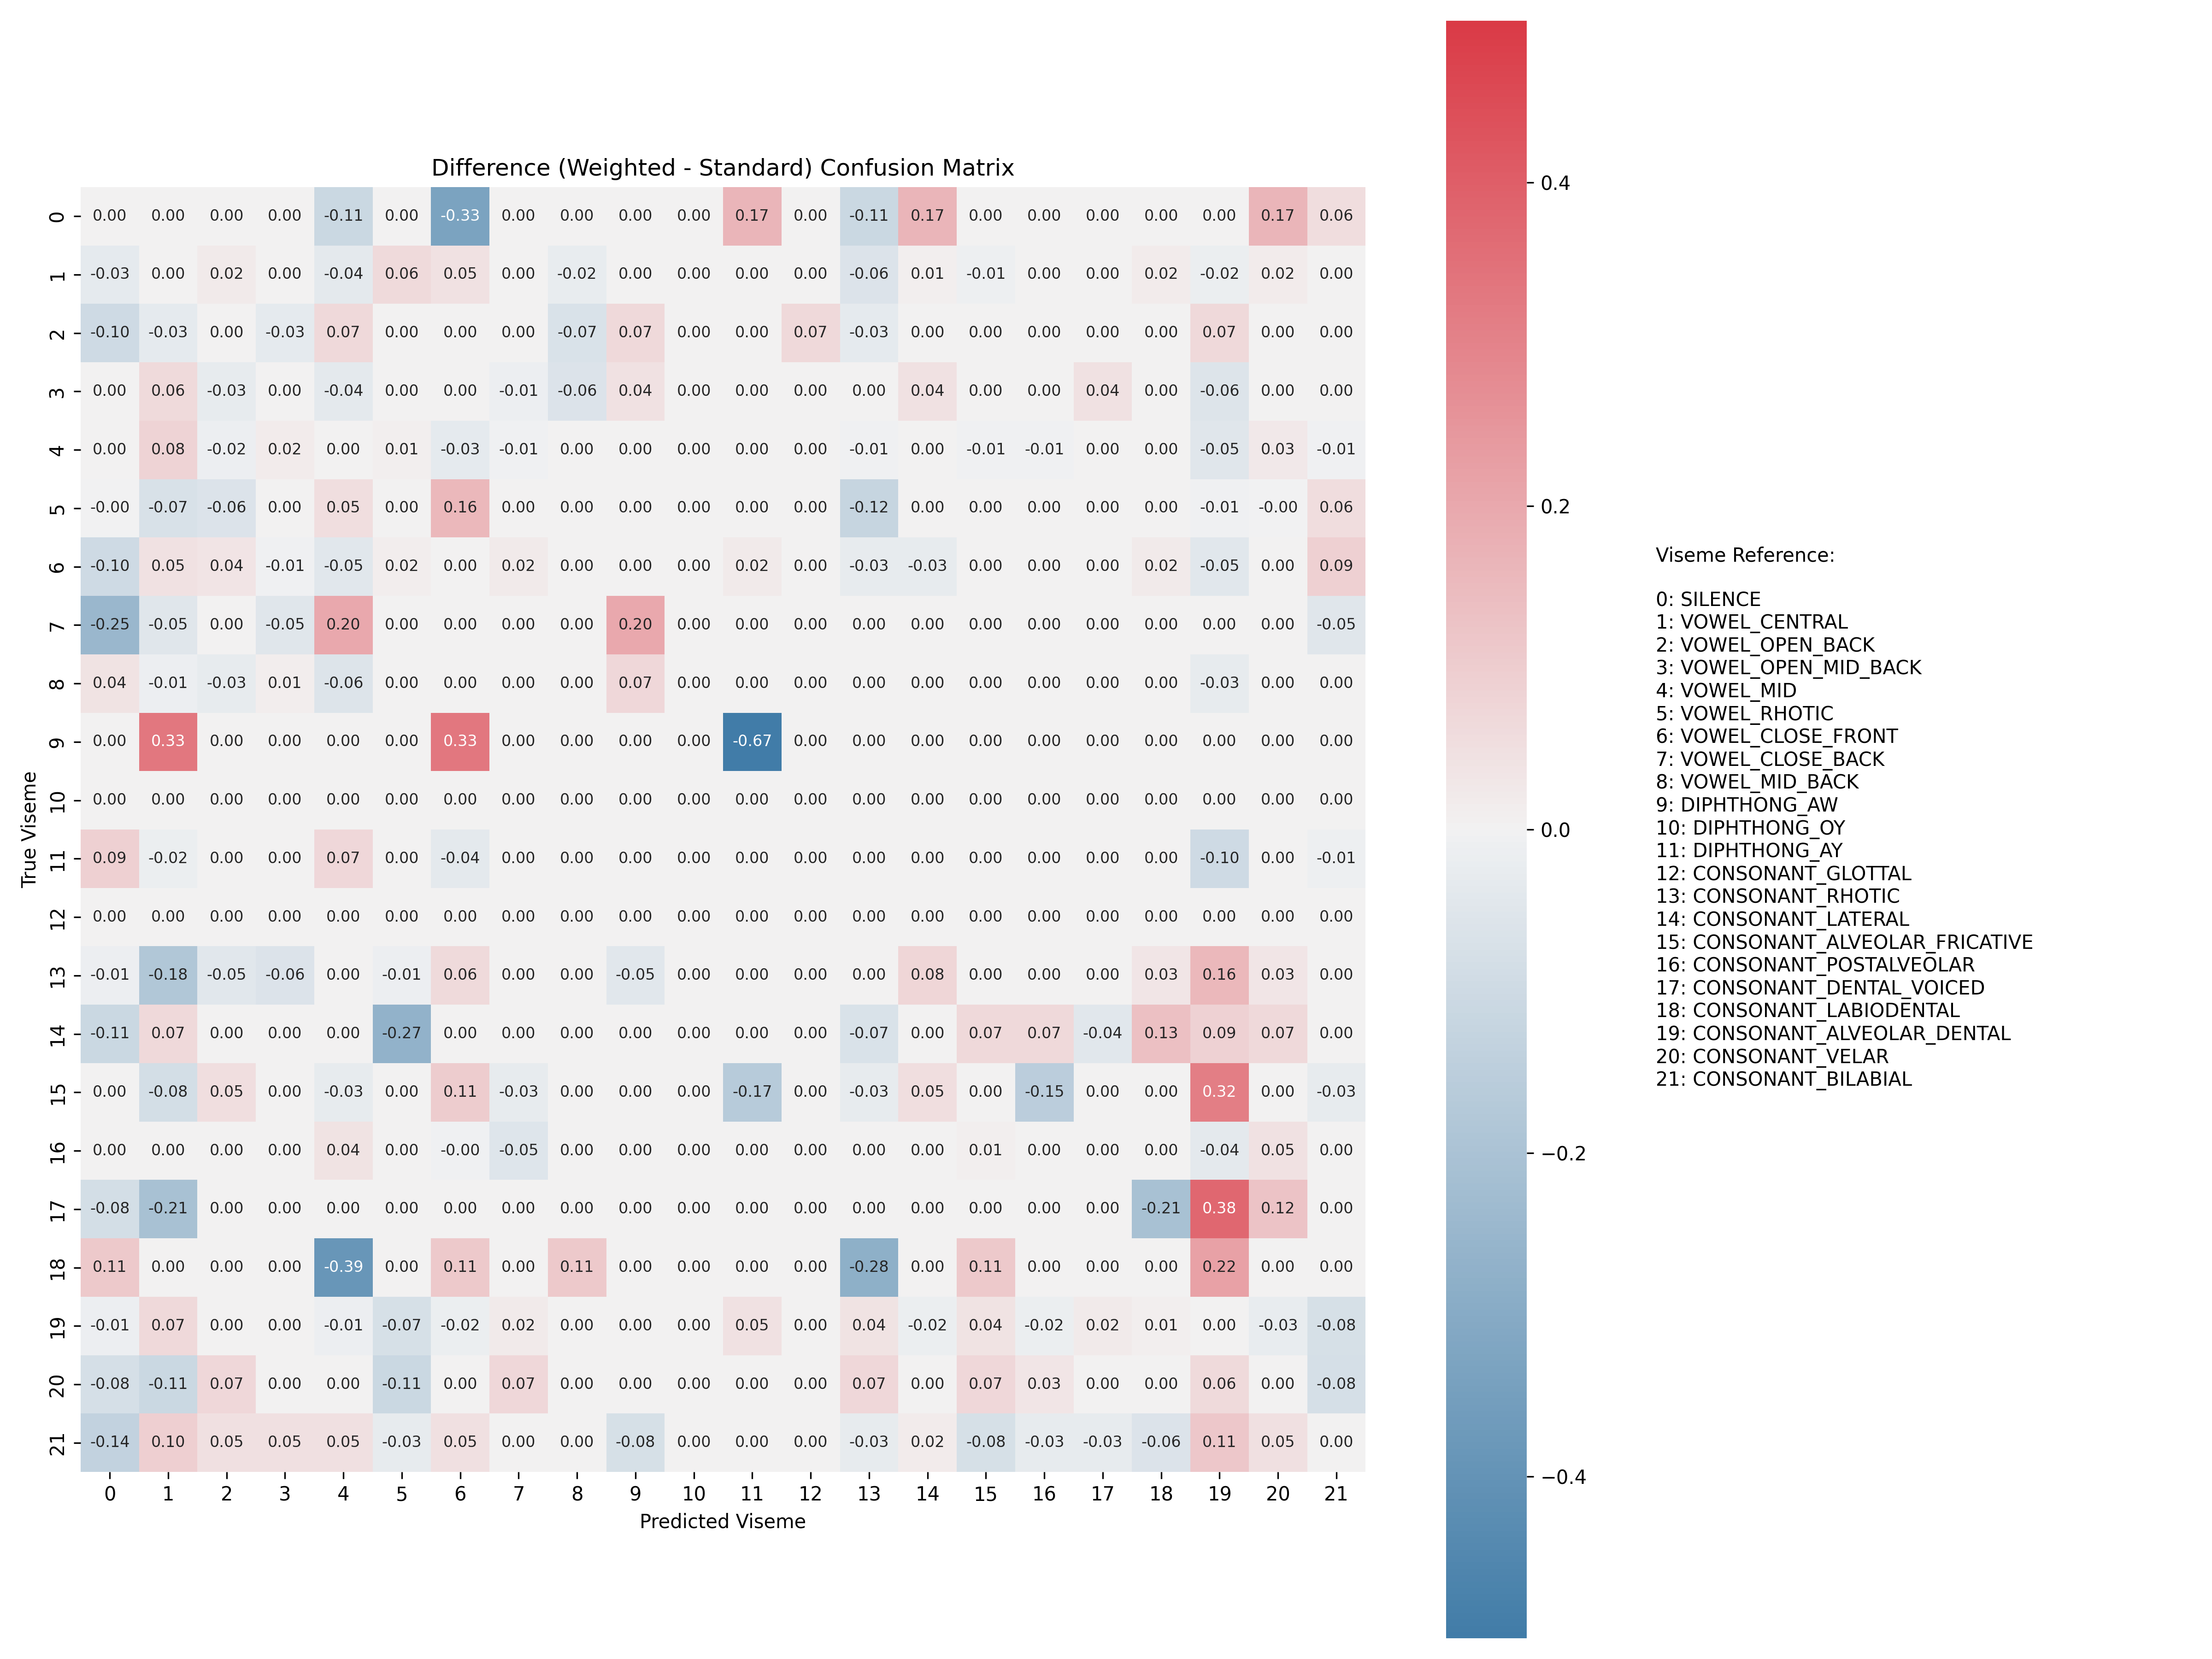 Difference (Weighted - Standard) Confusion Matrix
0 0.00 0.00 0.00 0.00 -0.11 0.00 -0.33 0.00 0.00 0.00 0.00 0.17 0.00 -0.11 0.17 0.00 0.00 0.00 0.00 0.00 0.17 0.06
1 -0.03 0.00 0.02 0.00 -0.04 0.06 0.05 0.00 -0.02 0.00 0.00 0.00 0.00 -0.06 0.01 -0.01 0.00 0.00 0.02 -0.02 0.02 0.00
2 -0.10 -0.03 0.00 -0.03 0.07 0.00 0.00 0.00 -0.07 0.07 0.00 0.00 0.07 -0.03 0.00 0.00 0.00 0.00 0.00 0.07 0.00 0.00
3 0.00 0.06 -0.03 0.00 -0.04 0.00 0.00 -0.01 -0.06 0.04 0.00 0.00 0.00 0.00 0.04 0.00 0.00 0.04 0.00 -0.06 0.00 0.00
4 0.00 0.08 -0.02 0.02 0.00 0.01 -0.03 -0.01 0.00 0.00 0.00 0.00 0.00 -0.01 0.00 -0.01 -0.01 0.00 0.00 -0.05 0.03 -0.01
5 -0.00 -0.07 -0.06 0.00 0.05 0.00 0.16 0.00 0.00 0.00 0.00 0.00 0.00 -0.12 0.00 0.00 0.00 0.00 0.00 -0.01 -0.00 0.06
6 -0.10 0.05 0.04 -0.01 -0.05 0.02 0.00 0.02 0.00 0.00 0.00 0.02 0.00 -0.03 -0.03 0.00 0.00 0.00 0.02 -0.05 0.00 0.09
7 -0.25 -0.05 0.00 -0.05 0.20 0.00 0.00 0.00 0.00 0.20 0.00 0.00 0.00 0.00 0.00 0.00 0.00 0.00 0.00 0.00 0.00 -0.05
8 0.04 -0.01 -0.03 0.01 -0.06 0.00 0.00 0.00 0.00 0.07 0.00 0.00 0.00 0.00 0.00 0.00 0.00 0.00 0.00 -0.03 0.00 0.00
9 0.00 0.33 0.00 0.00 0.00 0.00 0.33 0.00 0.00 0.00 0.00 -0.67 0.00 0.00 0.00 0.00 0.00 0.00 0.00 0.00 0.00 0.00
10 0.00 0.00 0.00 0.00 0.00 0.00 0.00 0.00 0.00 0.00 0.00 0.00 0.00 0.00 0.00 0.00 0.00 0.00 0.00 0.00 0.00 0.00
11 0.09 -0.02 0.00 0.00 0.07 0.00 -0.04 0.00 0.00 0.00 0.00 0.00 0.00 0.00 0.00 0.00 0.00 0.00 0.00 -0.10 0.00 -0.01
12 0.00 0.00 0.00 0.00 0.00 0.00 0.00 0.00 0.00 0.00 0.00 0.00 0.00 0.00 0.00 0.00 0.00 0.00 0.00 0.00 0.00 0.00
13 -0.01 -0.18 -0.05 -0.06 0.00 -0.01 0.06 0.00 0.00 -0.05 0.00 0.00 0.00 0.00 0.08 0.00 0.00 0.00 0.03 0.16 0.03 0.00
14 -0.11 0.07 0.00 0.00 0.00 -0.27 0.00 0.00 0.00 0.00 0.00 0.00 0.00 -0.07 0.00 0.07 0.07 -0.04 0.13 0.09 0.07 0.00
15 0.00 -0.08 0.05 0.00 -0.03 0.00 0.11 -0.03 0.00 0.00 0.00 -0.17 0.00 -0.03 0.05 0.00 -0.15 0.00 0.00 0.32 0.00 -0.03
16 0.00 0.00 0.00 0.00 0.04 0.00 -0.00 -0.05 0.00 0.00 0.00 0.00 0.00 0.00 0.00 0.01 0.00 0.00 0.00 -0.04 0.05 0.00
17 -0.08 -0.21 0.00 0.00 0.00 0.00 0.00 0.00 0.00 0.00 0.00 0.00 0.00 0.00 0.00 0.00 0.00 0.00 -0.21 0.38 0.12 0.00
18 0.11 0.00 0.00 0.00 -0.39 0.00 0.11 0.00 0.11 0.00 0.00 0.00 0.00 -0.28 0.00 0.11 0.00 0.00 0.00 0.22 0.00 0.00
19 -0.01 0.07 0.00 0.00 -0.01 -0.07 -0.02 0.02 0.00 0.00 0.00 0.05 0.00 0.04 -0.02 0.04 -0.02 0.02 0.01 0.00 -0.03 -0.08
20 -0.08 -0.11 0.07 0.00 0.00 -0.11 0.00 0.07 0.00 0.00 0.00 0.00 0.00 0.07 0.00 0.07 0.03 0.00 0.00 0.06 0.00 -0.08
21 -0.14 0.10 0.05 0.05 0.05 -0.03 0.05 0.00 0.00 -0.08 0.00 0.00 0.00 -0.03 0.02 -0.08 -0.03 -0.03 -0.06 0.11 0.05 0.00
0 1 2 3 4 5 6 7 8 9 10 11 12 13 14 15 16 17 18 19 20 21
Predicted Viseme
True Viseme
0.4
0.2
0.0
−0.2
−0.4
Viseme Reference:
0: SILENCE
1: VOWEL_CENTRAL
2: VOWEL_OPEN_BACK
3: VOWEL_OPEN_MID_BACK
4: VOWEL_MID
5: VOWEL_RHOTIC
6: VOWEL_CLOSE_FRONT
7: VOWEL_CLOSE_BACK
8: VOWEL_MID_BACK
9: DIPHTHONG_AW
10: DIPHTHONG_OY
11: DIPHTHONG_AY
12: CONSONANT_GLOTTAL
13: CONSONANT_RHOTIC
14: CONSONANT_LATERAL
15: CONSONANT_ALVEOLAR_FRICATIVE
16: CONSONANT_POSTALVEOLAR
17: CONSONANT_DENTAL_VOICED
18: CONSONANT_LABIODENTAL
19: CONSONANT_ALVEOLAR_DENTAL
20: CONSONANT_VELAR
21: CONSONANT_BILABIAL